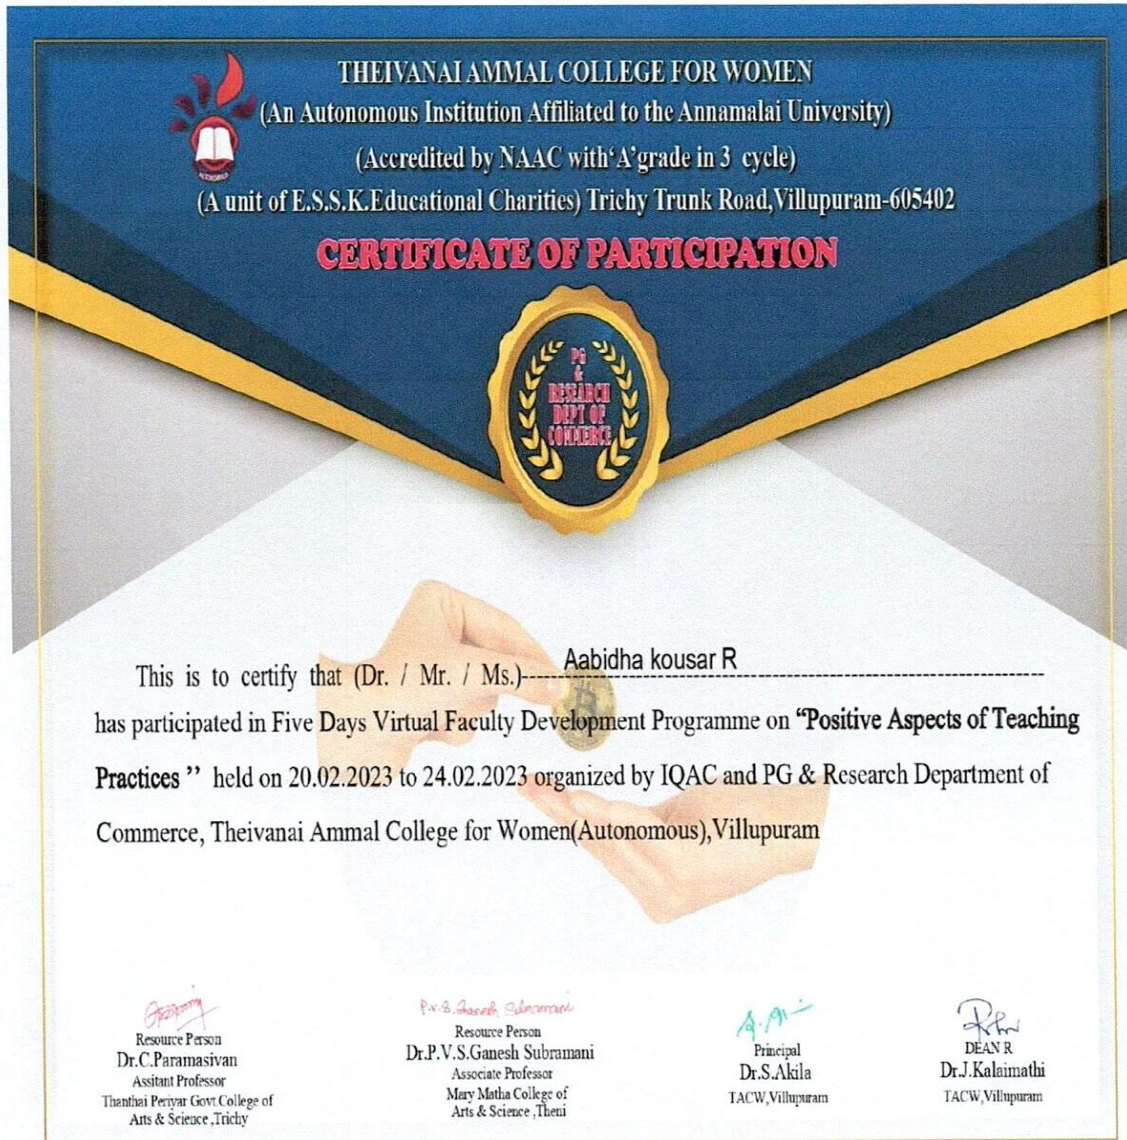 THEIVANAI AMMAL COLLEGE FOR WOMEN
(An Autonomous Institution Affiliated to the Annamalai University)
(Accredited by NAAC with‘A’grade in 3 cycle)
(A unit of E.S.S.K.Educational Charities) Trichy Trunk Road,Villupuram-605402
CERTIFICATE OF PARTICIPATION
PG
&
RESEARCH
DEPT OF
COMMERCE
This is to certify that (Dr. / Mr. / Ms.) Aabidha kousar R
has participated in Five Days Virtual Faculty Development Programme on “Positive Aspects of Teaching
Practices ’’ held on 20.02.2023 to 24.02.2023 organized by IQAC and PG & Research Department of
Commerce, Theivanai Ammal College for Women(Autonomous),Villupuram
Resource Person
Dr.C.Paramasivan
Assitant Professor
Thanthai Periyar Govt.College of
Arts & Science ,Trichy
P.V.S. Ganesh Subramani
Resource Person
Dr.P.V.S.Ganesh Subramani
Associate Professor
Mary Matha College of
Arts & Science ,Theni
Principal
Dr.S.Akila
TACW,Villupuram
DEAN R
Dr.J.Kalaimathi
TACW,Villupuram